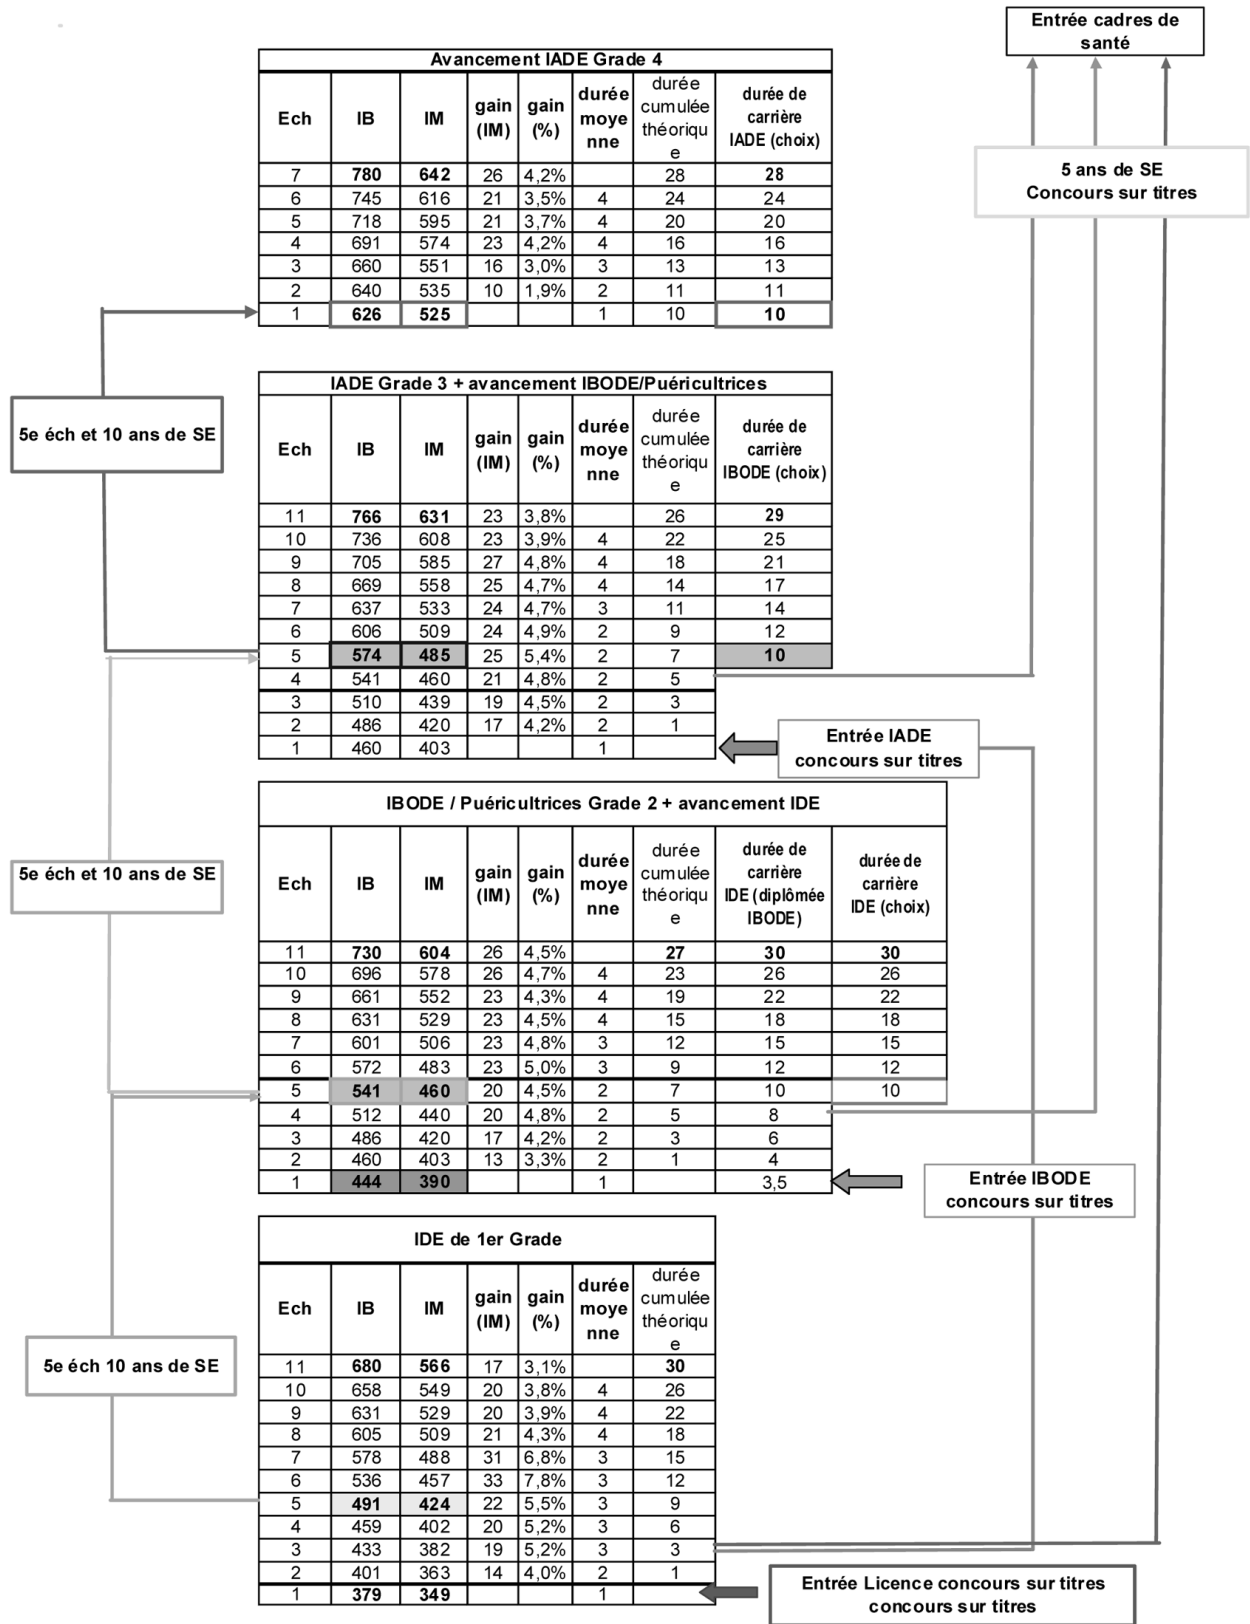 Entrée cadres de
santé
Avancement IADE Grade 4
Ech IB IM gain (IM) gain (%) durée moye nne durée cumulée théoriqu e durée de carrière IADE (choix)
7 780 642 26 4,2% 28 28
6 745 616 21 3,5% 4 24 24
5 718 595 21 3,7% 4 20 20
4 691 574 23 4,2% 4 16 16
3 660 551 16 3,0% 3 13 13
2 640 535 10 1,9% 2 11 11
1 626 525 1 10 10
5 ans de SE
Concours sur titres
5e éch et 10 ans de SE
IADE Grade 3 + avancement IBODE/Puéricultrices
Ech IB IM gain (IM) gain (%) durée moye nne durée cumulée théoriqu e durée de carrière IBODE (choix)
11 766 631 23 3,8% 26 29
10 736 608 23 3,9% 4 22 25
9 705 585 27 4,8% 4 18 21
8 669 558 25 4,7% 4 14 17
7 637 533 24 4,7% 3 11 14
6 606 509 24 4,9% 2 9 12
5 574 485 25 5,4% 2 7 10
4 541 460 21 4,8% 2 5
3 510 439 19 4,5% 2 3
2 486 420 17 4,2% 2 1
1 460 403 1
Entrée IADE
concours sur titres
5e éch et 10 ans de SE
IBODE / Puéricultrices Grade 2 + avancement IDE
Ech IB IM gain (IM) gain (%) durée moye nne durée cumulée théoriqu e durée de carrière IDE (diplômée IBODE) durée de carrière IDE (choix)
11 730 604 26 4,5% 27 30 30
10 696 578 26 4,7% 4 23 26 26
9 661 552 23 4,3% 4 19 22 22
8 631 529 23 4,5% 4 15 18 18
7 601 506 23 4,8% 3 12 15 15
6 572 483 23 5,0% 3 9 12 12
5 541 460 20 4,5% 2 7 10 10
4 512 440 20 4,8% 2 5 8
3 486 420 17 4,2% 2 3 6
2 460 403 13 3,3% 2 1 4
1 444 390 1 3,5
Entrée IBODE
concours sur titres
5e éch 10 ans de SE
IDE de 1er Grade
Ech IB IM gain (IM) gain (%) durée moye nne durée cumulée théoriqu e
11 680 566 17 3,1% 30
10 658 549 20 3,8% 4 26
9 631 529 20 3,9% 4 22
8 605 509 21 4,3% 4 18
7 578 488 31 6,8% 3 15
6 536 457 33 7,8% 3 12
5 491 424 22 5,5% 3 9
4 459 402 20 5,2% 3 6
3 433 382 19 5,2% 3 3
2 401 363 14 4,0% 2 1
1 379 349 1
Entrée Licence concours sur titres
concours sur titres